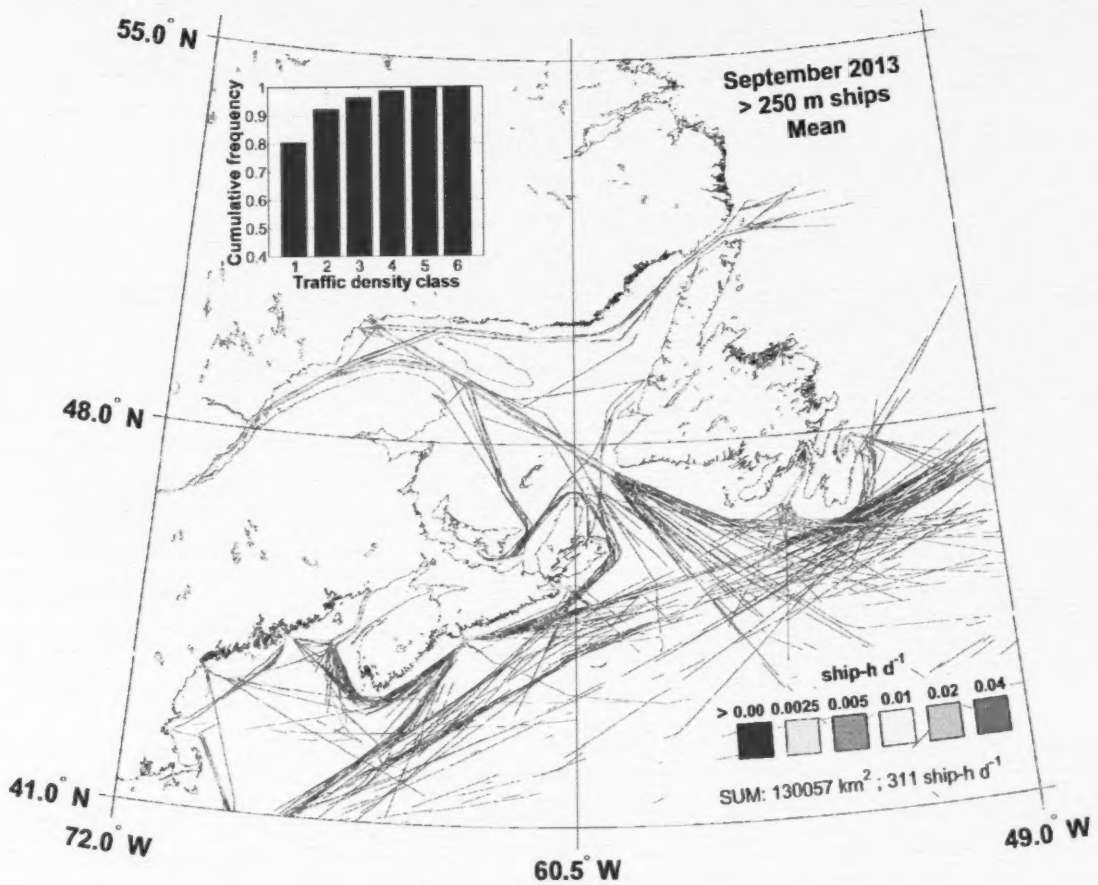 55.0° N
September 2013
> 250 m ships
Mean
Cumulative frequency
1
0.9
0.8
0.7
0.6
0.5
0.4
1 2 3 4 5 6
Traffic density class
48.0° N
ship-h d⁻¹
> 0.00 0.0025 0.005 0.01 0.02 0.04
SUM: 130057 km² ; 311 ship-h d⁻¹
41.0° N
72.0° W
60.5° W
49.0° W